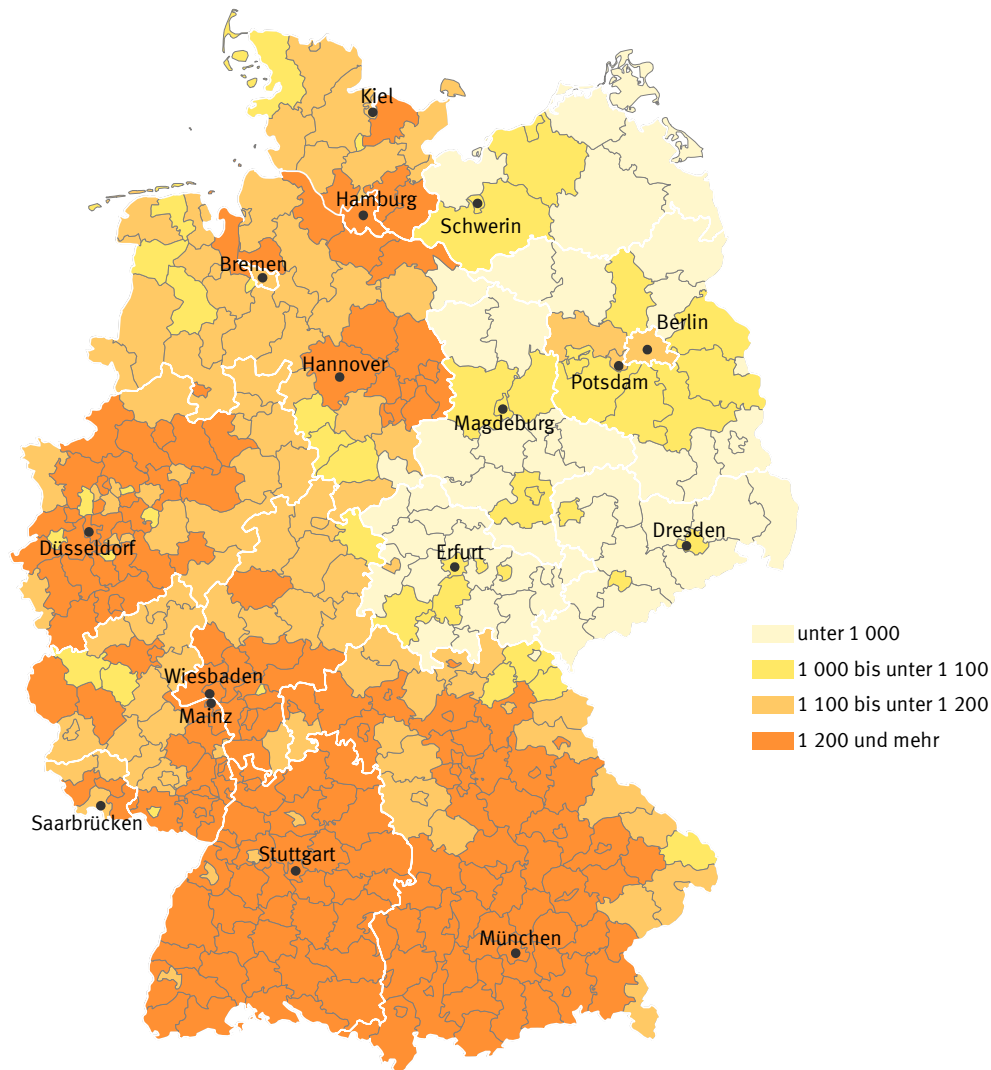 Kiel
Hamburg
Schwerin
Bremen
Berlin
Hannover
Potsdam
Magdeburg
Düsseldorf
Dresden
Erfurt
unter 1 000
1 000 bis unter 1 100
1 100 bis unter 1 200
1 200 und mehr
Wiesbaden
Mainz
Saarbrücken
Stuttgart
München